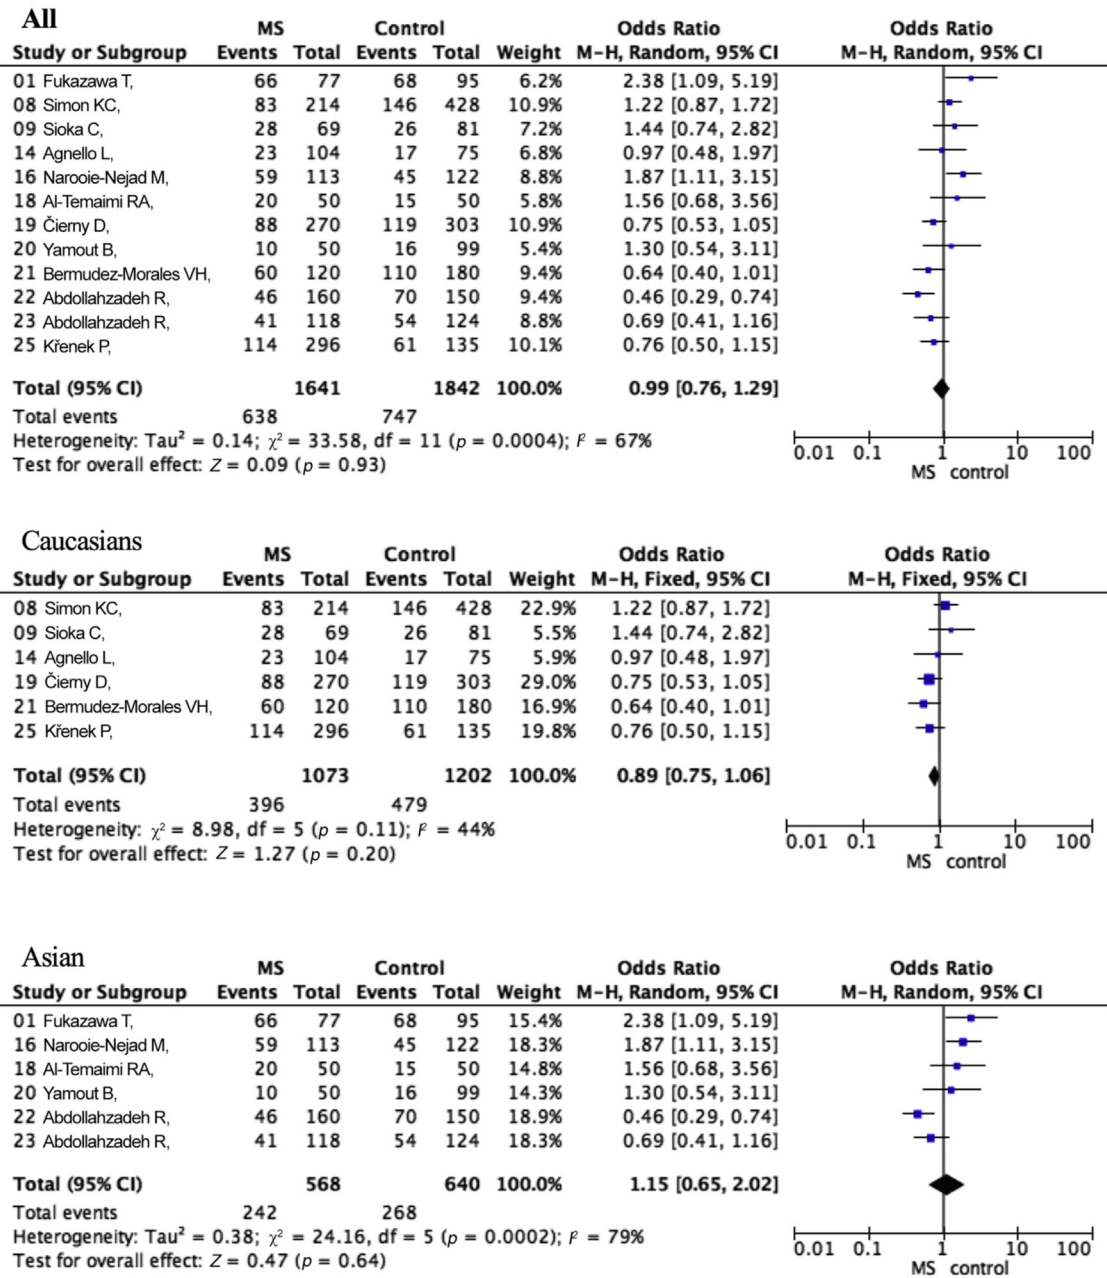 All
MS Control Odds Ratio Odds Ratio
Study or Subgroup Events Total Events Total Weight M-H, Random, 95% CI M-H, Random, 95% CI
01 Fukazawa T, 66 77 68 95 6.2% 2.38 [1.09, 5.19]
08 Simon KC, 83 214 146 428 10.9% 1.22 [0.87, 1.72]
09 Sioka C, 28 69 26 81 7.2% 1.44 [0.74, 2.82]
14 Agnello L, 23 104 17 75 6.8% 0.97 [0.48, 1.97]
16 Narooie-Nejad M, 59 113 45 122 8.8% 1.87 [1.11, 3.15]
18 Al-Temaimi RA, 20 50 15 50 5.8% 1.56 [0.68, 3.56]
19 Čierny D, 88 270 119 303 10.9% 0.75 [0.53, 1.05]
20 Yamout B, 10 50 16 99 5.4% 1.30 [0.54, 3.11]
21 Bermudez-Morales VH, 60 120 110 180 9.4% 0.64 [0.40, 1.01]
22 Abdollahzadeh R, 46 160 70 150 9.4% 0.46 [0.29, 0.74]
23 Abdollahzadeh R, 41 118 54 124 8.8% 0.69 [0.41, 1.16]
25 Křenek P, 114 296 61 135 10.1% 0.76 [0.50, 1.15]
Total (95% CI) 1641 1842 100.0% 0.99 [0.76, 1.29]
Total events 638 747
Heterogeneity: Tau² = 0.14; χ² = 33.58, df = 11 (p = 0.0004); I² = 67%
Test for overall effect: Z = 0.09 (p = 0.93)
0.01 0.1 1 10 100
MS control
Caucasians
MS Control Odds Ratio Odds Ratio
Study or Subgroup Events Total Events Total Weight M-H, Fixed, 95% CI M-H, Fixed, 95% CI
08 Simon KC, 83 214 146 428 22.9% 1.22 [0.87, 1.72]
09 Sioka C, 28 69 26 81 5.5% 1.44 [0.74, 2.82]
14 Agnello L, 23 104 17 75 5.9% 0.97 [0.48, 1.97]
19 Čierny D, 88 270 119 303 29.0% 0.75 [0.53, 1.05]
21 Bermudez-Morales VH, 60 120 110 180 16.9% 0.64 [0.40, 1.01]
25 Křenek P, 114 296 61 135 19.8% 0.76 [0.50, 1.15]
Total (95% CI) 1073 1202 100.0% 0.89 [0.75, 1.06]
Total events 396 479
Heterogeneity: χ² = 8.98, df = 5 (p = 0.11); I² = 44%
Test for overall effect: Z = 1.27 (p = 0.20)
0.01 0.1 1 10 100
MS control
Asian
MS Control Odds Ratio Odds Ratio
Study or Subgroup Events Total Events Total Weight M-H, Random, 95% CI M-H, Random, 95% CI
01 Fukazawa T, 66 77 68 95 15.4% 2.38 [1.09, 5.19]
16 Narooie-Nejad M, 59 113 45 122 18.3% 1.87 [1.11, 3.15]
18 Al-Temaimi RA, 20 50 15 50 14.8% 1.56 [0.68, 3.56]
20 Yamout B, 10 50 16 99 14.3% 1.30 [0.54, 3.11]
22 Abdollahzadeh R, 46 160 70 150 18.9% 0.46 [0.29, 0.74]
23 Abdollahzadeh R, 41 118 54 124 18.3% 0.69 [0.41, 1.16]
Total (95% CI) 568 640 100.0% 1.15 [0.65, 2.02]
Total events 242 268
Heterogeneity: Tau² = 0.38; χ² = 24.16, df = 5 (p = 0.0002); I² = 79%
Test for overall effect: Z = 0.47 (p = 0.64)
0.01 0.1 1 10 100
MS control